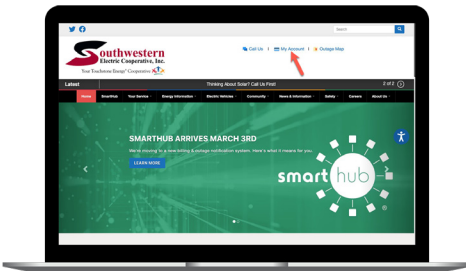 Search
Southwestern
Electric Cooperative, Inc.
Your Touchstone Energy® Cooperative
Call Us | My Account | Outage Map
Latest Thinking About Solar? Call Us First! 2 of 2
Home SmartHub Your Service Energy Information Electric Vehicles Community News & Information Safety Careers About Us
SMARTHUB ARRIVES MARCH 3RD
We're moving to a new billing & outage notification system. Here's what it means for you.
LEARN MORE
smart hub
®